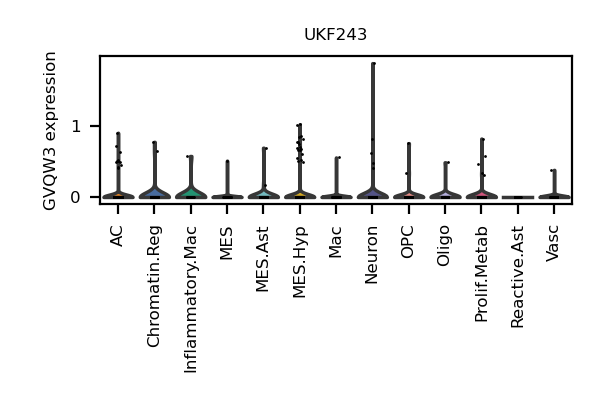 UKF243
GVQW3 expression
1
0
AC
Chromatin.Reg
Inflammatory.Mac
MES
MES.Ast
MES.Hyp
Mac
Neuron
OPC
Oligo
Prolif.Metab
Reactive.Ast
Vasc